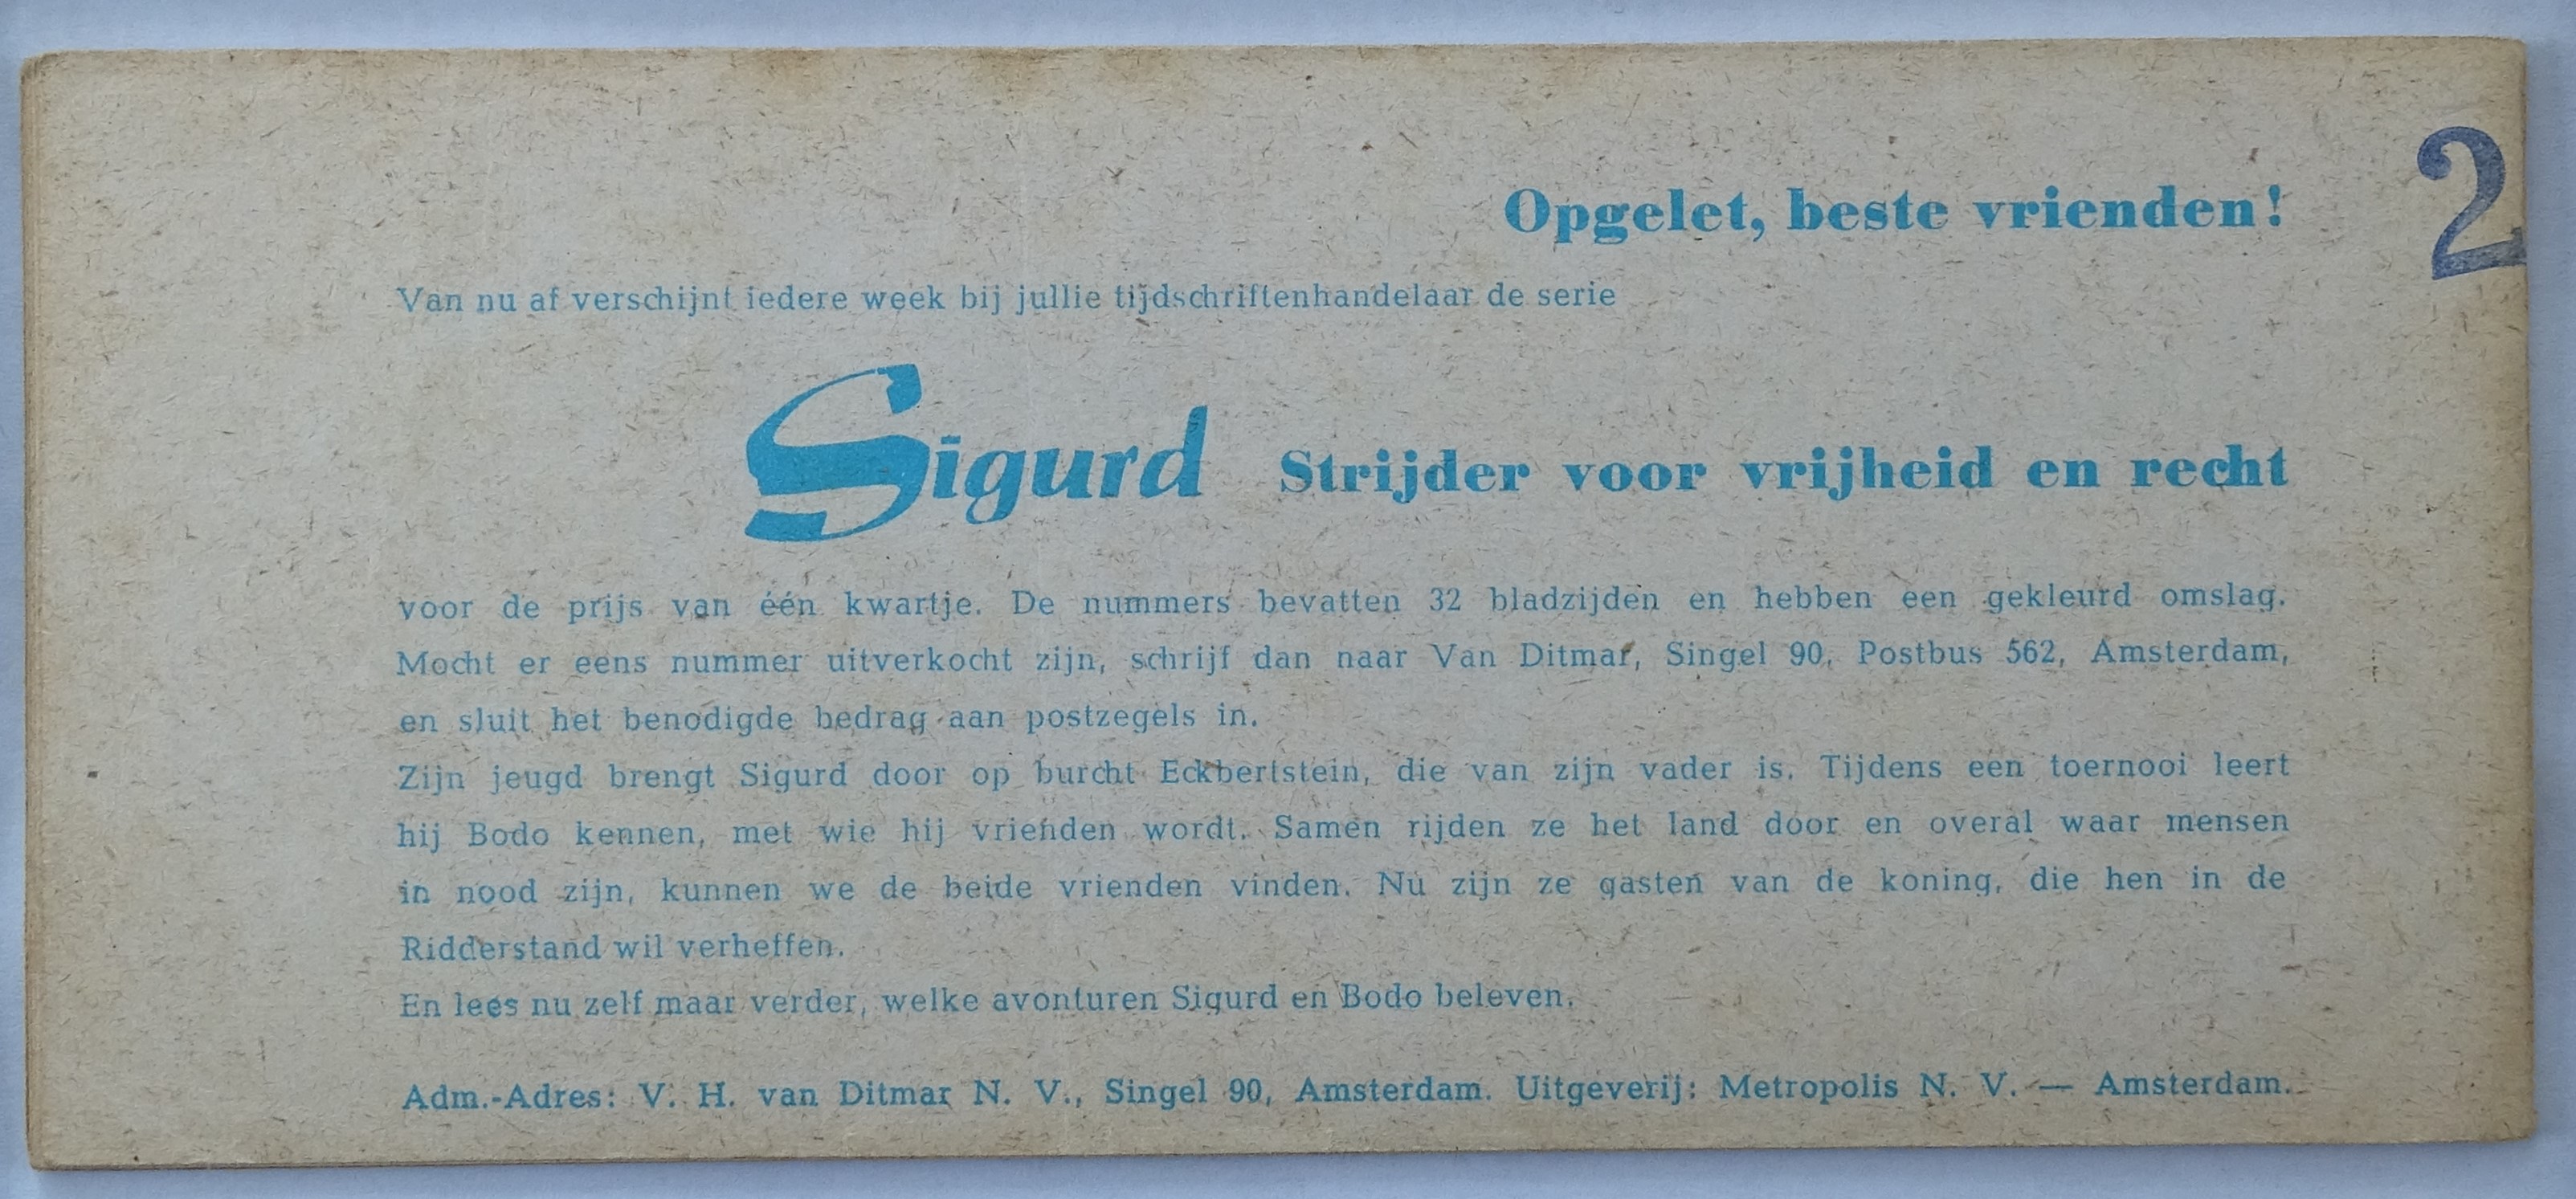 Opgelet, beste vrienden!
2
Van nu af verschijnt iedere week bij jullie tijdschriftenhandelaar de serie
Sigurd Strijder voor vrijheid en recht
voor de prijs van één kwartje. De nummers bevatten 32 bladzijden en hebben een gekleurd omslag.
Mocht er eens nummer uitverkocht zijn, schrijf dan naar Van Ditmar, Singel 90, Postbus 562, Amsterdam,
en sluit het benodigde bedrag aan postzegels in.
Zijn jeugd brengt Sigurd door op burcht Eckbertstein, die van zijn vader is. Tijdens een toernooi leert
hij Bodo kennen, met wie hij vrienden wordt. Samen rijden ze het land door en overal waar mensen
in nood zijn, kunnen we de beide vrienden vinden. Nu zijn ze gasten van de koning, die hen in de
Ridderstand wil verheffen.
En lees nu zelf maar verder, welke avonturen Sigurd en Bodo beleven.
Adm.-Adres: V. H. van Ditmar N. V., Singel 90, Amsterdam. Uitgeverij: Metropolis N. V. — Amsterdam.